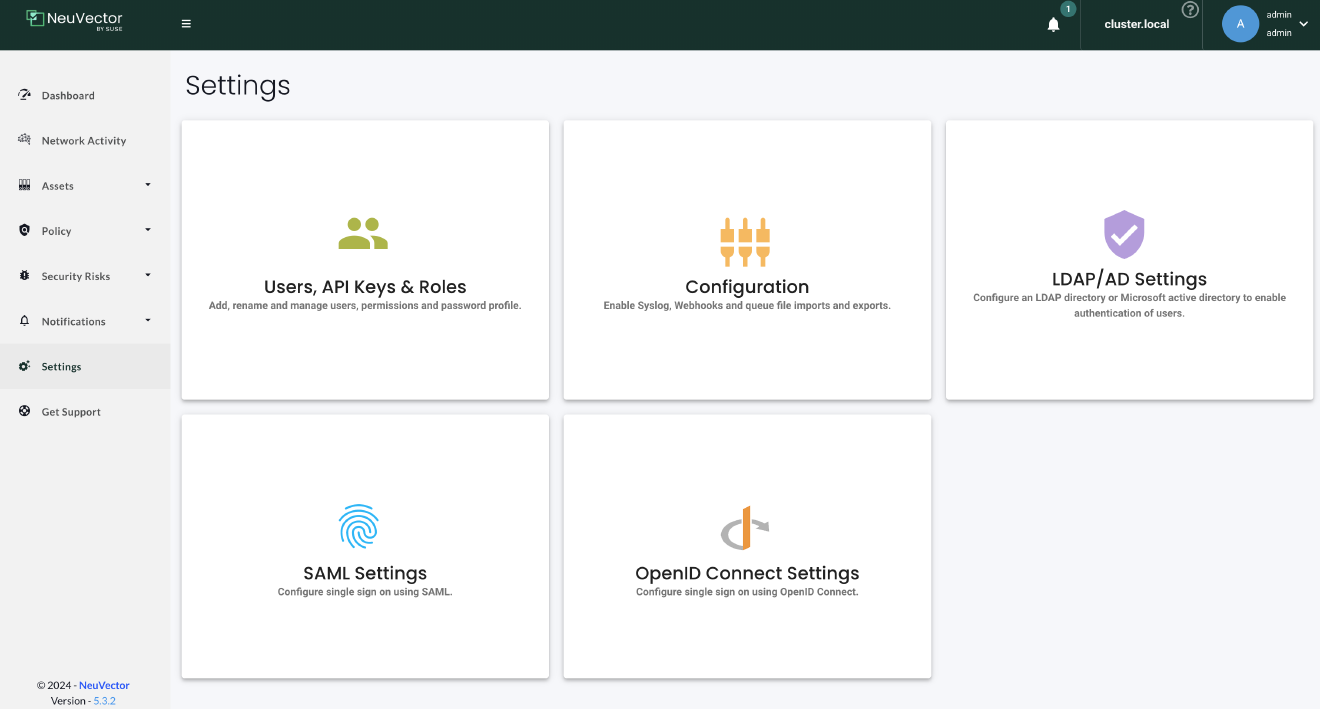 NeuVector
BY SUSE
1
cluster.local
?
A
admin
admin
Dashboard
Network Activity
Assets
Policy
Security Risks
Notifications
Settings
Get Support
© 2024 - NeuVector
Version - 5.3.2
Settings
Users, API Keys & Roles
Add, rename and manage users, permissions and password profile.
Configuration
Enable Syslog, Webhooks and queue file imports and exports.
LDAP/AD Settings
Configure an LDAP directory or Microsoft active directory to enable
authentication of users.
SAML Settings
Configure single sign on using SAML.
OpenID Connect Settings
Configure single sign on using OpenID Connect.